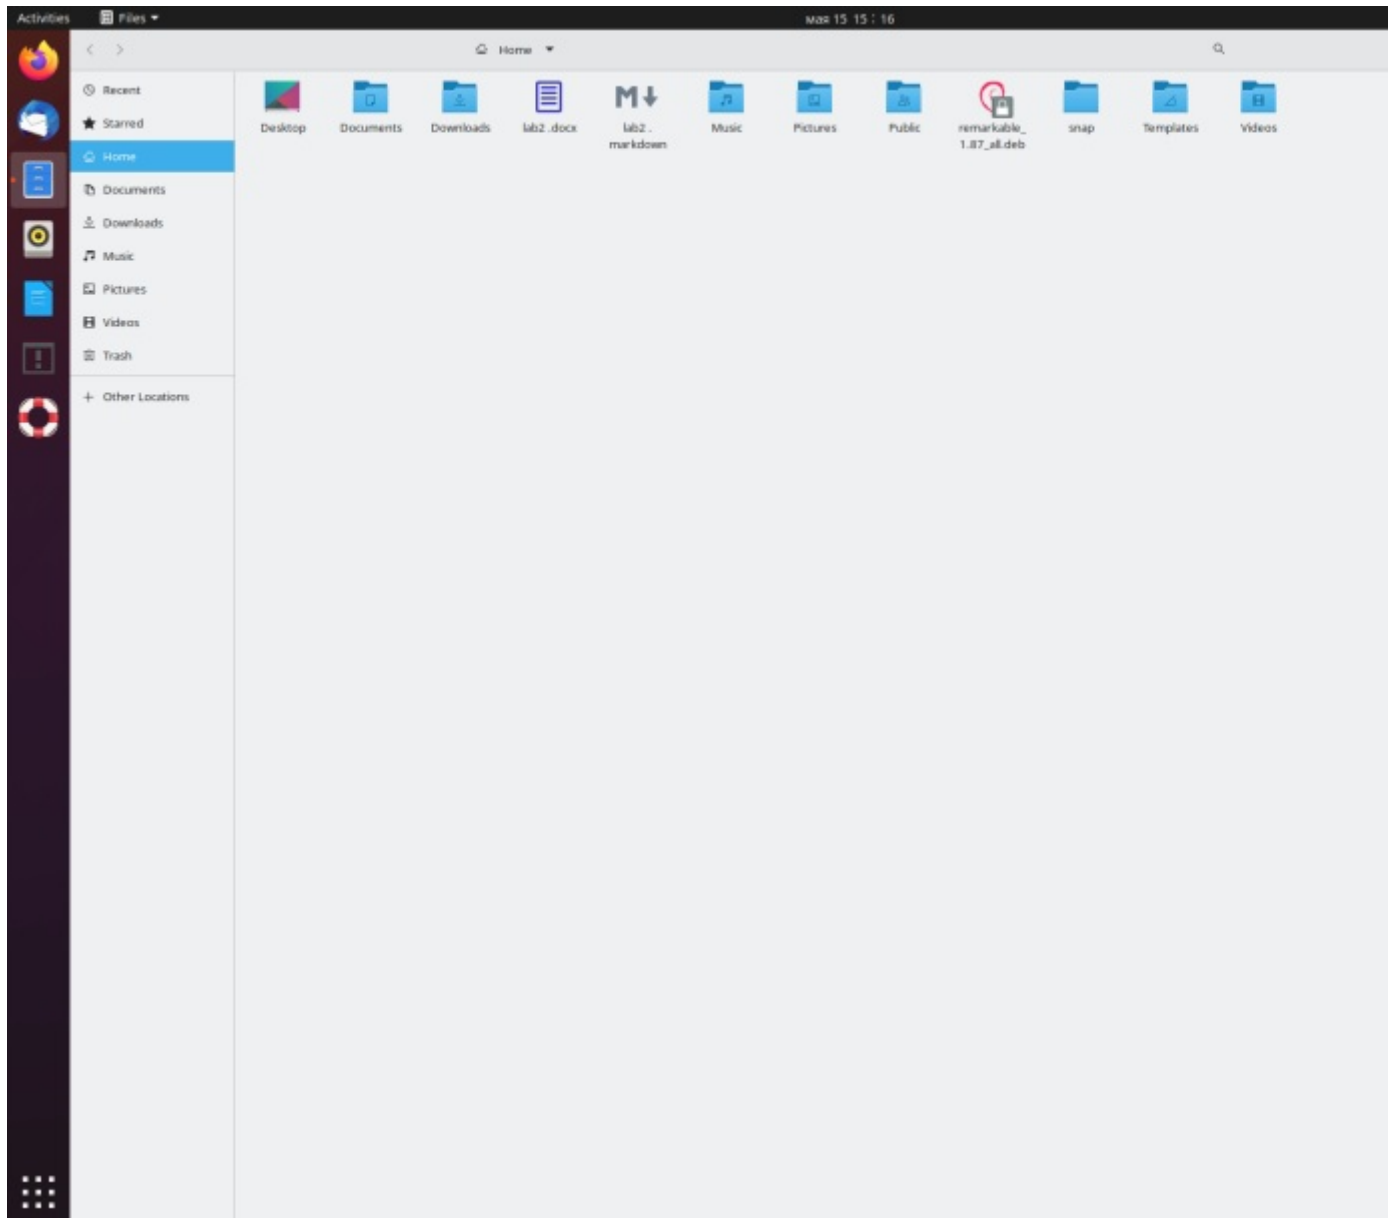 Activities Files мая 15 15:16
Home
Recent
Starred
Home
Documents
Downloads
Music
Pictures
Videos
Trash
Other Locations
Desktop Documents Downloads lab2 .docx lab2 . Music Pictures Public remarkable_ snap Templates Videos
markdown 1.87_all.deb